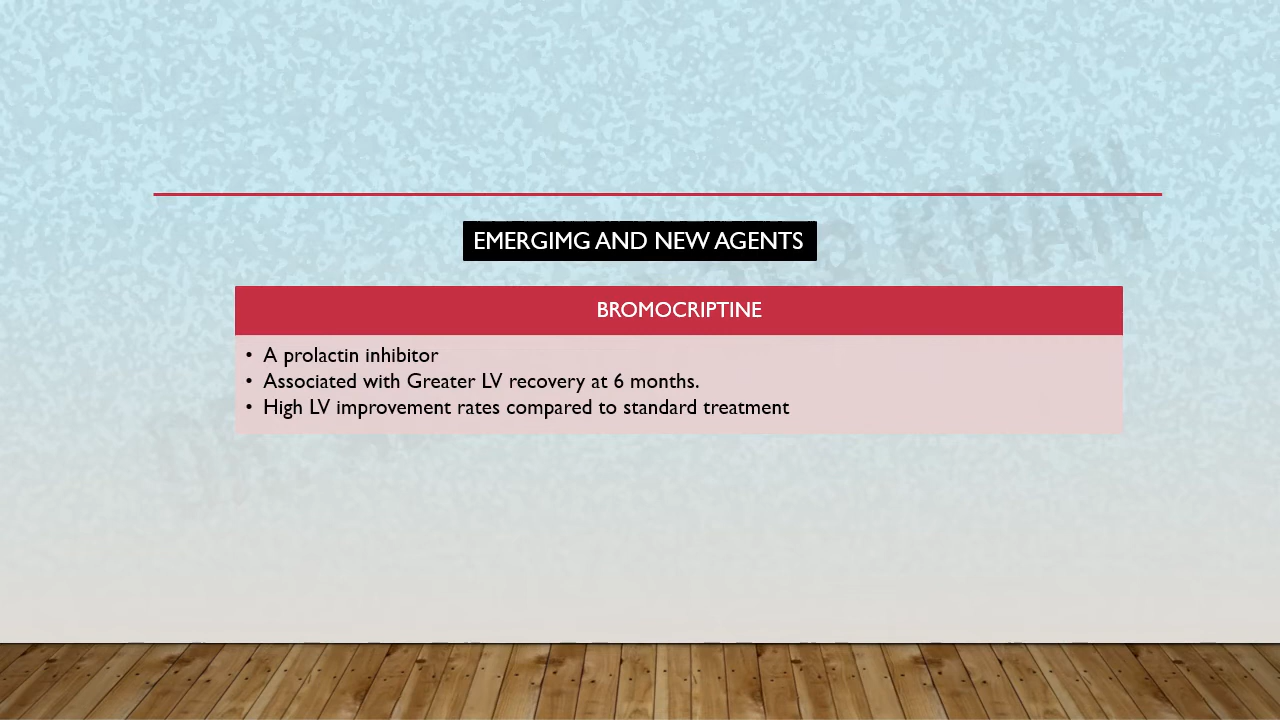 EMERGIMG AND NEW AGENTS
BROMOCRIPTINE
• A prolactin inhibitor
• Associated with Greater LV recovery at 6 months.
• High LV improvement rates compared to standard treatment